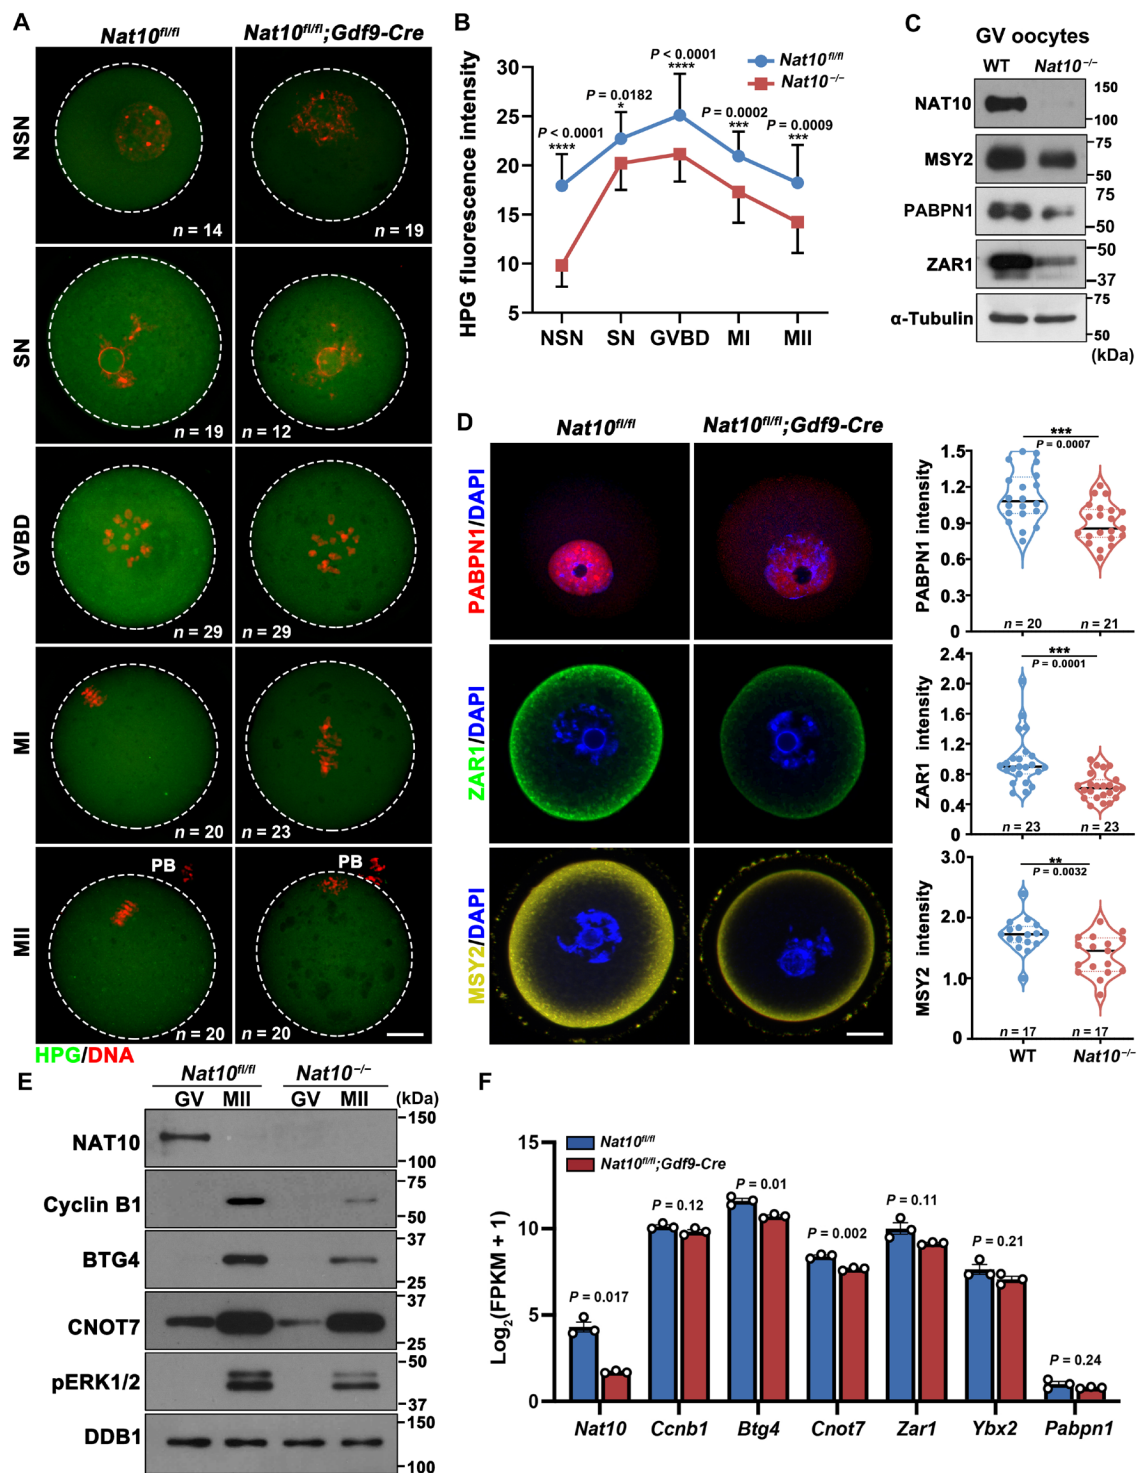 A
Nat10fl/fl
Nat10fl/fl;Gdf9-Cre
NSN
n = 14
n = 19
SN
n = 19
n = 12
GVBD
n = 29
n = 29
MI
n = 20
n = 23
MII
PB
PB
n = 20
n = 20
HPG/DNA
B
HPG fluorescence intensity
30
25
20
15
10
5
P < 0.0001
****
P = 0.0182
*
P < 0.0001
****
P = 0.0002
***
P = 0.0009
***
Nat10fl/fl
Nat10−/−
NSN
SN
GVBD
MI
MII
C
GV oocytes
WT
Nat10−/−
NAT10
150
100
MSY2
75
50
PABPN1
75
50
ZAR1
50
37
α-Tubulin
75
50
(kDa)
D
Nat10fl/fl
Nat10fl/fl;Gdf9-Cre
PABPN1/DAPI
ZAR1/DAPI
MSY2/DAPI
PABPN1 intensity
1.5
1.2
0.9
0.6
0.3
0
***
P = 0.0007
n = 20
n = 21
ZAR1 intensity
2.4
1.6
1.2
0.8
0.4
0
***
P = 0.0001
n = 23
n = 23
MSY2 intensity
3.0
2.0
1.0
0
**
P = 0.0032
n = 17
n = 17
WT
Nat10−/−
E
Nat10fl/fl
Nat10−/−
GV
MII
GV
MII
(kDa)
NAT10
150
100
Cyclin B1
75
50
BTG4
37
25
CNOT7
37
25
pERK1/2
50
37
DDB1
150
100
F
Nat10fl/fl
Nat10fl/fl;Gdf9-Cre
Log2(FPKM + 1)
15
10
5
0
P = 0.017
P = 0.12
P = 0.01
P = 0.002
P = 0.11
P = 0.21
P = 0.24
Nat10
Ccnb1
Btg4
Cnot7
Zar1
Ybx2
Pabpn1